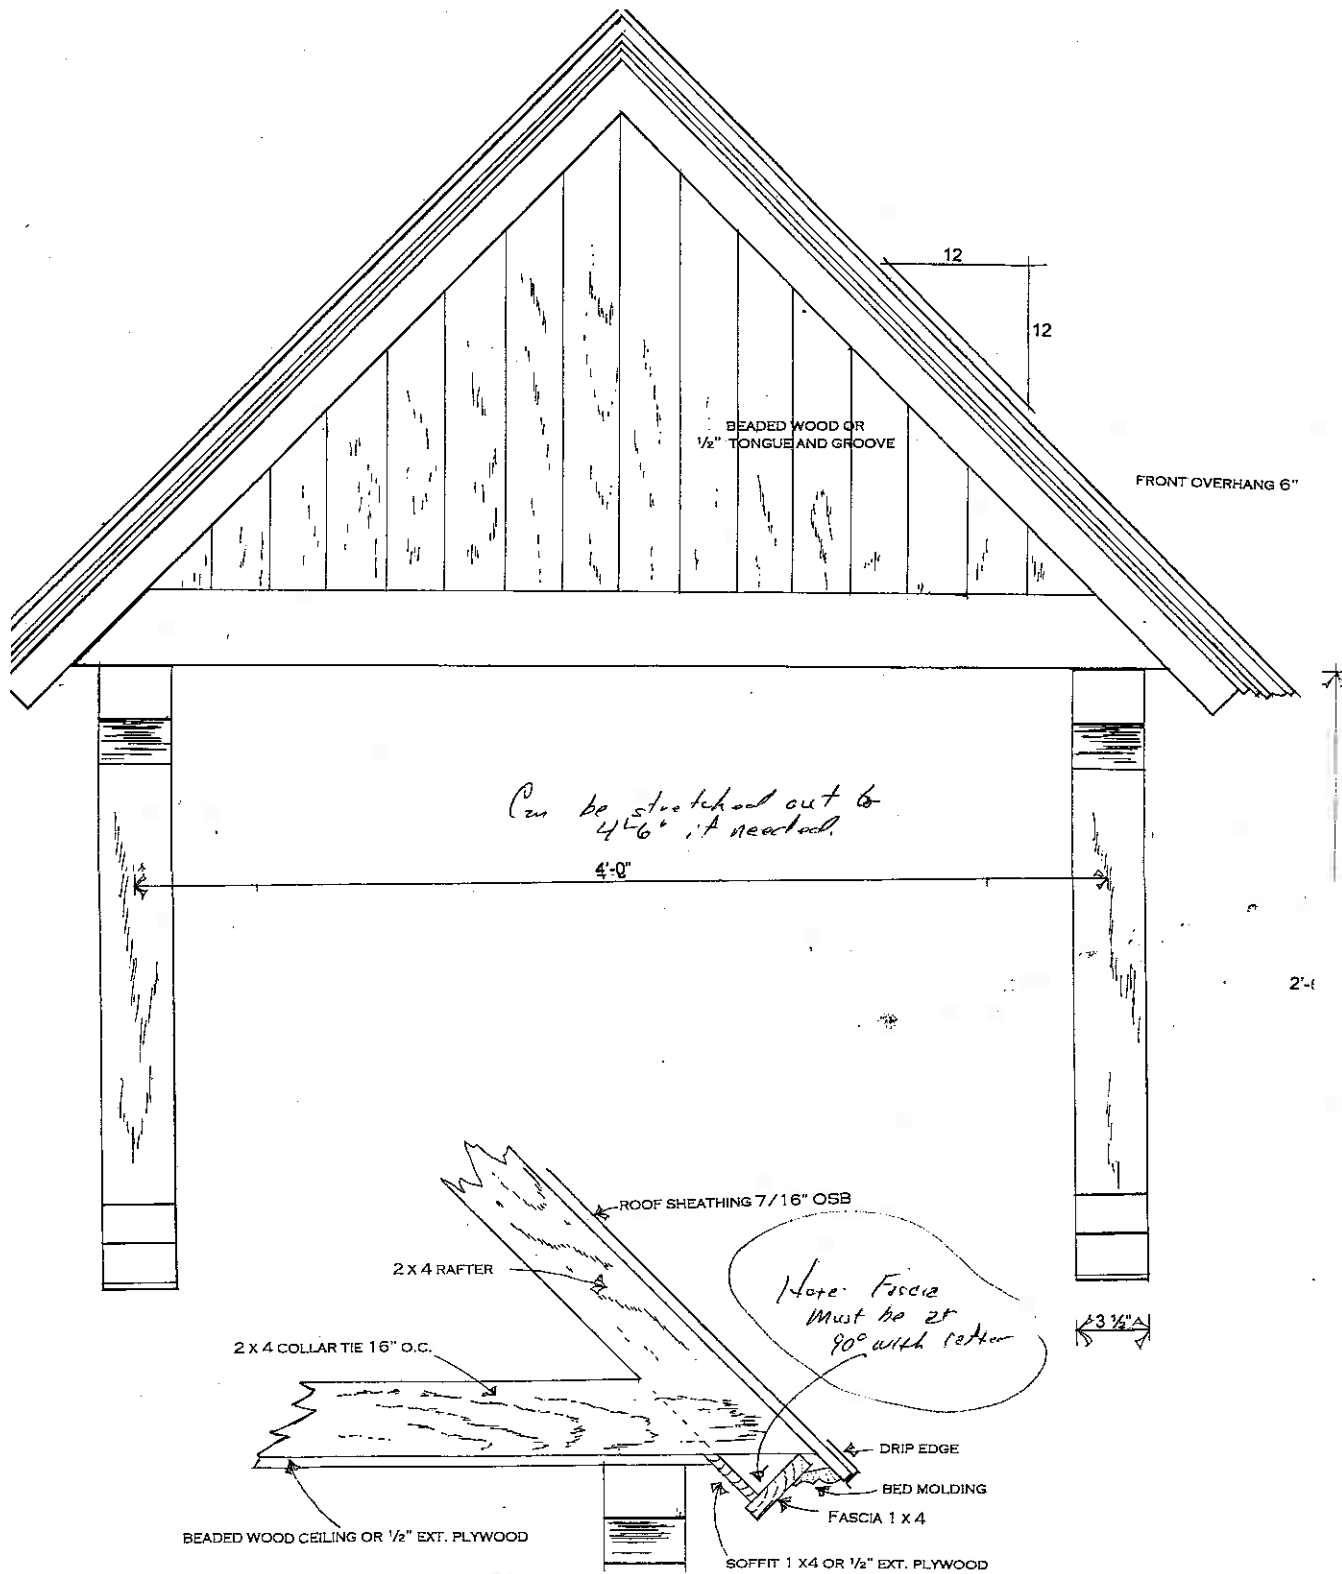 12
12
BEADED WOOD OR
½" TONGUE AND GROOVE
FRONT OVERHANG 6"
Can be stretched out to
4'-6" if needed.
4'-0"
2'-
ROOF SHEATHING 7/16" OSB
2 X 4 RAFTER
Note: Fascia
Must be at
90° with rafter
3 ½"
2 X 4 COLLAR TIE 16" O.C.
DRIP EDGE
BED MOLDING
FASCIA 1 X 4
BEADED WOOD CEILING OR ½" EXT. PLYWOOD
SOFFIT 1 X4 OR ½" EXT. PLYWOOD